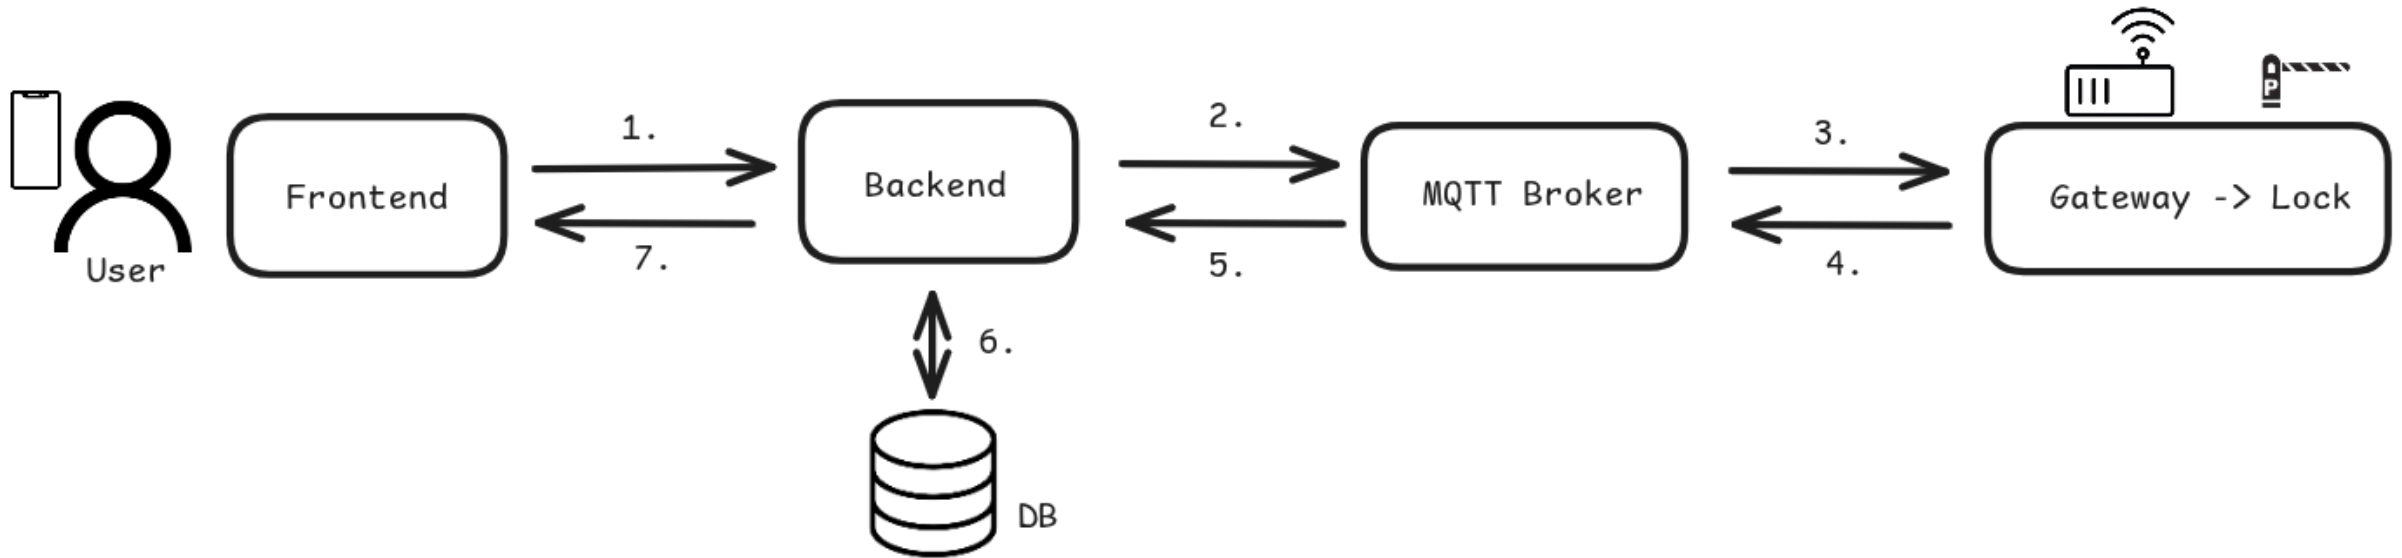 User
Frontend
1.
7.
Backend
2.
5.
MQTT Broker
3.
4.
P
Gateway -> Lock
6.
DB